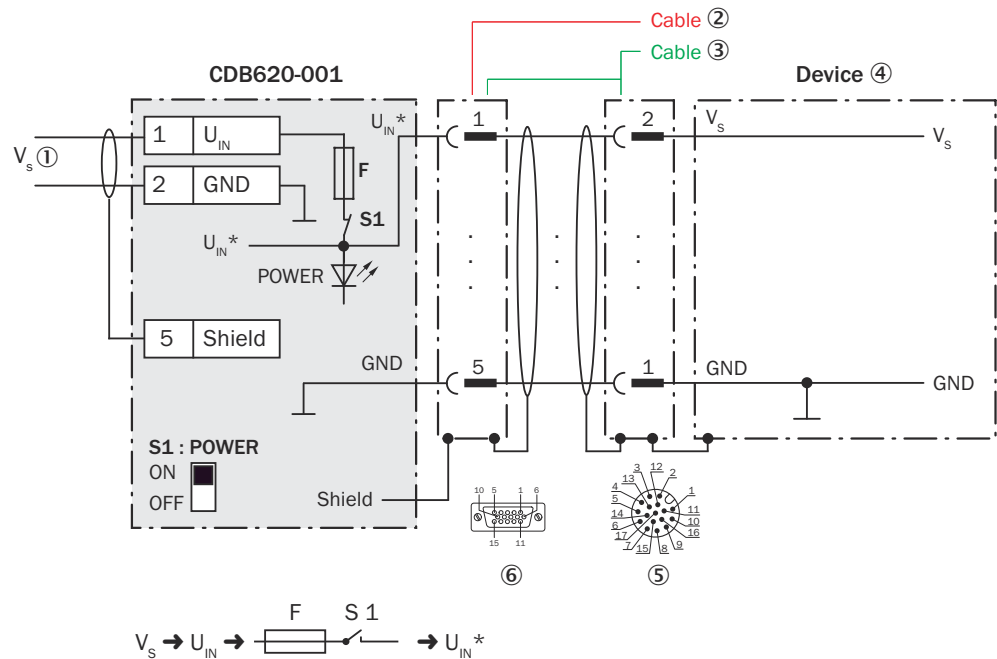 Cable ②
Cable ③
CDB620-001
Device ④
1 U_IN
U_IN*
1
2
V_s
V_s
V_s ①
F
2 GND
S1
U_IN*
POWER
5 Shield
GND
5
1
GND
GND
S1 : POWER
ON
OFF
Shield
10 5 1 6
15 11
3 12 2
13
4 1
5 11
14 10
6 16
17 9
7 15 8
⑥
⑤
F S 1
V_S ➔ U_IN ➔ ➔ U_IN*